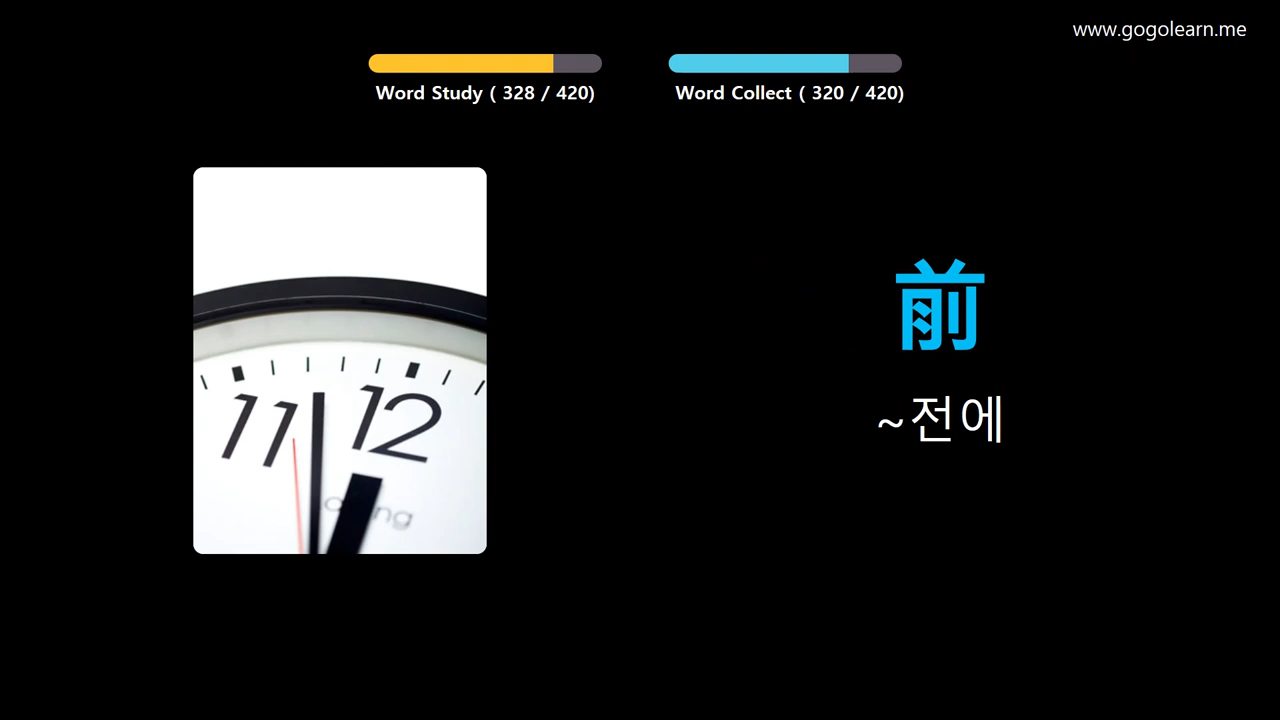 www.gogolearn.me
Word Study ( 328 / 420)
Word Collect ( 320 / 420)
前
~전에
11 12